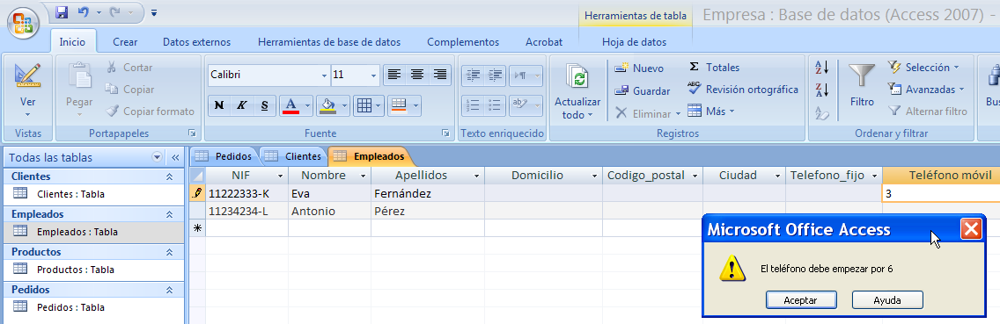 Herramientas de tabla
Empresa : Base de datos (Access 2007) -
Inicio
Crear
Datos externos
Herramientas de base de datos
Complementos
Acrobat
Hoja de datos
Ver
Vistas
Pegar
Cortar
Copiar
Copiar formato
Portapapeles
Calibri
11
N K S A
Fuente
Texto enriquecido
Actualizar
todo
Nuevo
Guardar
Eliminar
Σ Totales
ABC Revisión ortográfica
Más
Registros
Filtro
Selección
Avanzadas
Alternar filtro
Ordenar y filtrar
Bus
Todas las tablas
Clientes
Clientes : Tabla
Empleados
Empleados : Tabla
Productos
Productos : Tabla
Pedidos
Pedidos : Tabla
Pedidos Clientes Empleados
NIF Nombre Apellidos Domicilio Codigo_postal Ciudad Telefono_fijo Teléfono móvil
11222333-K Eva Fernández 3
11234234-L Antonio Pérez
Microsoft Office Access
El teléfono debe empezar por 6
Aceptar
Ayuda